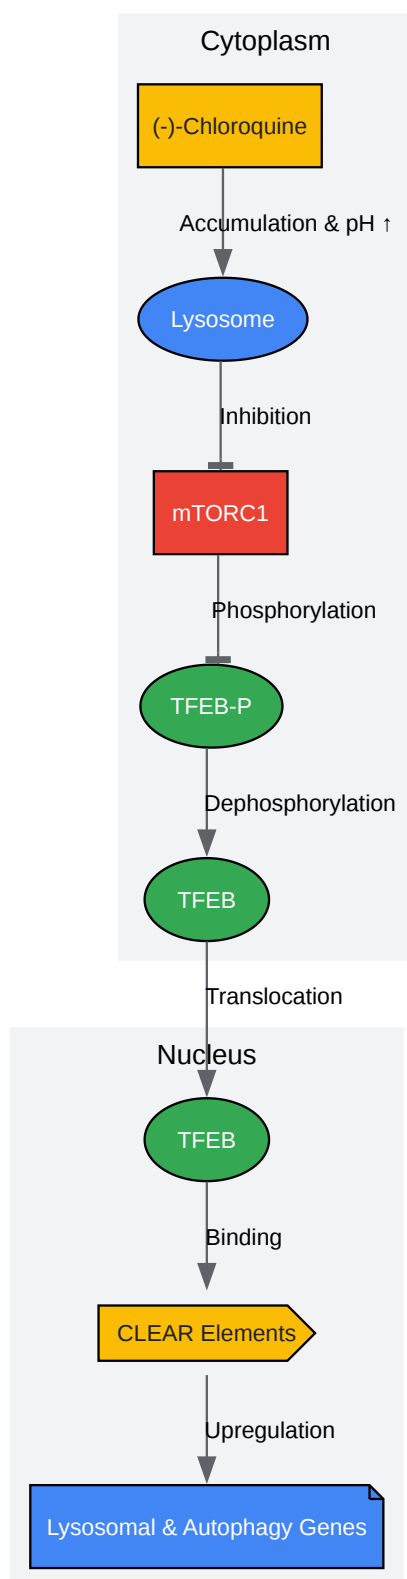 Cytoplasm
(-)-Chloroquine
Accumulation & pH ↑
Lysosome
Inhibition
mTORC1
Phosphorylation
TFEB-P
Dephosphorylation
TFEB
Translocation
Nucleus
TFEB
Binding
CLEAR Elements
Upregulation
Lysosomal & Autophagy Genes